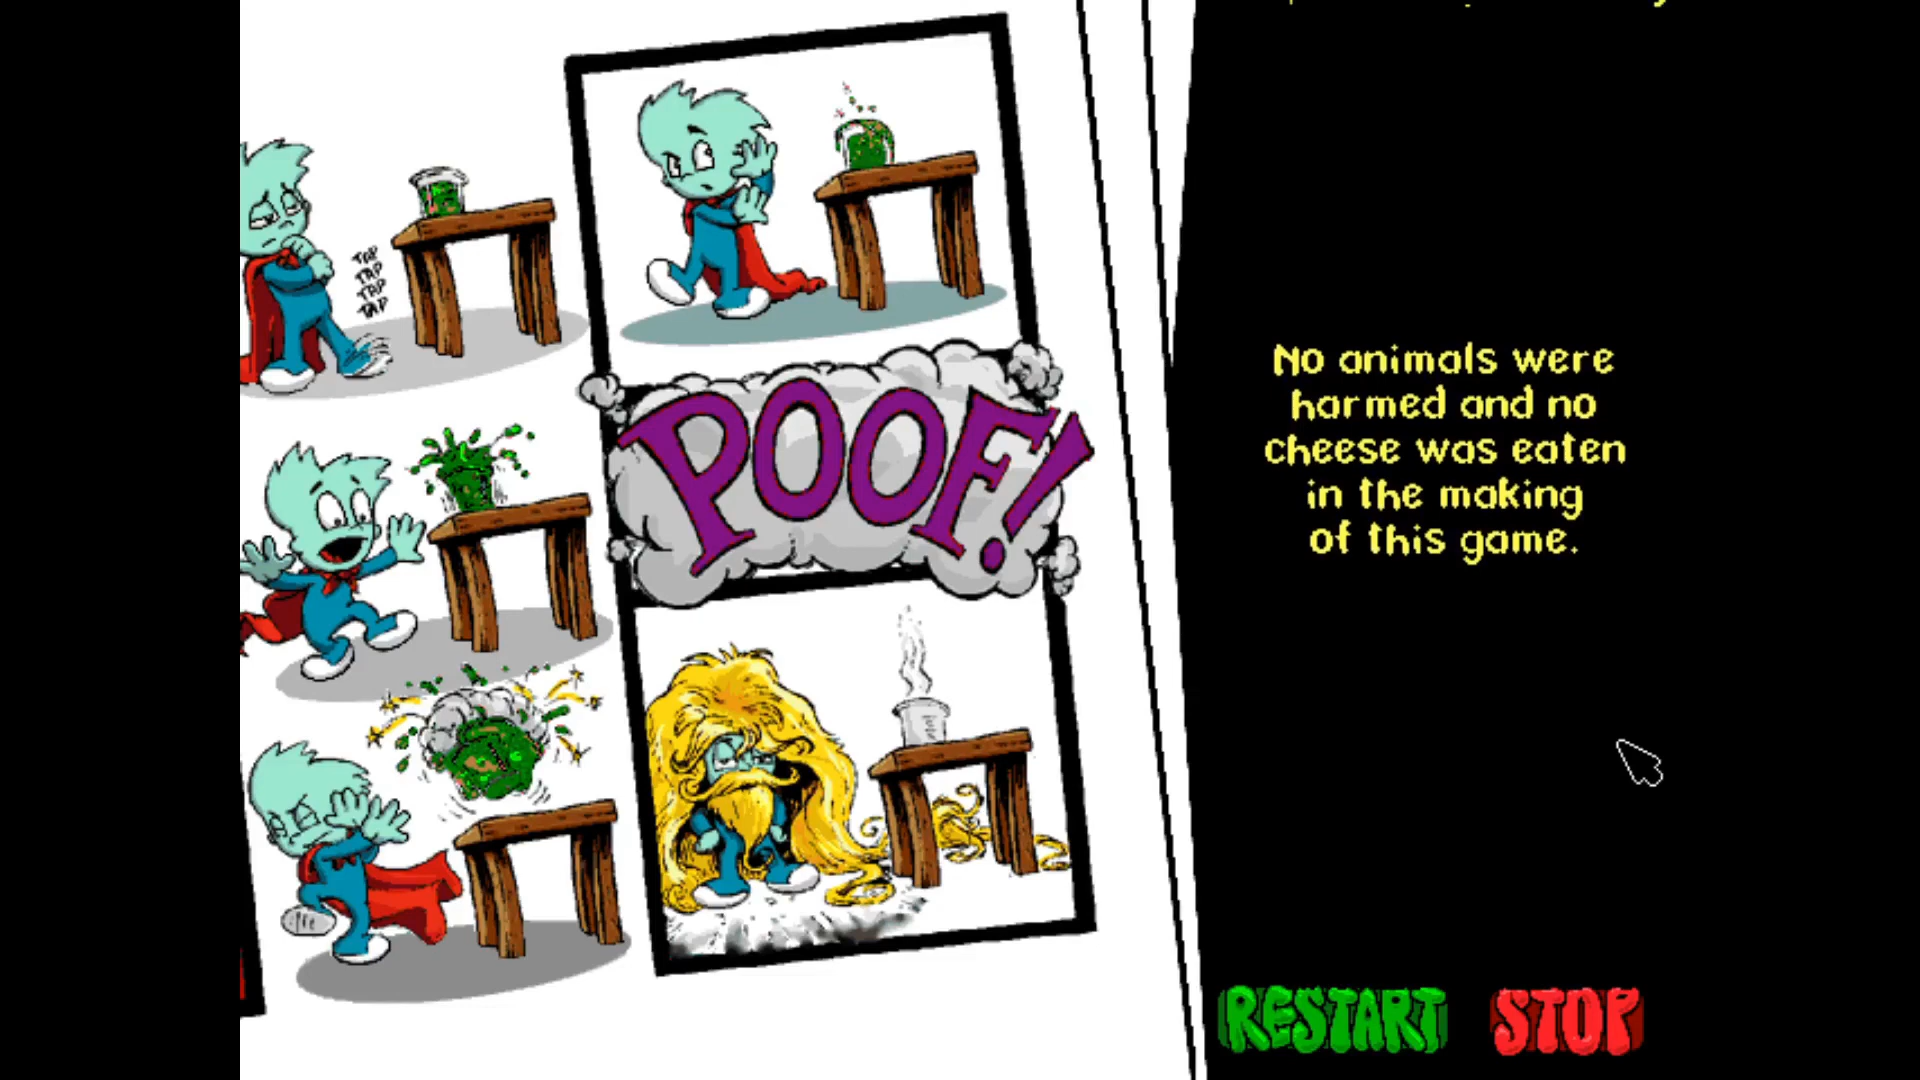 TAP
TAP
TAP
TAP
POOF!
No animals were
harmed and no
cheese was eaten
in the making
of this game.
RESTART STOP